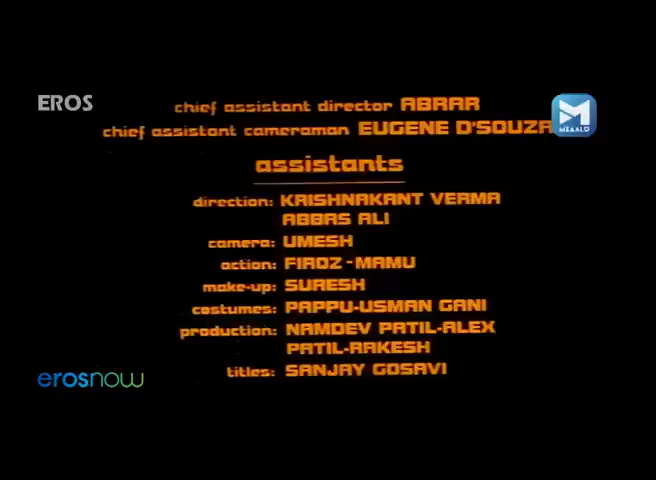 EROS
chief assistant director ABRAR
chief assistant cameraman EUGENE D'SOUZA
MZAALO
assistants
direction: KRISHNAKANT VERMA
ABBAS ALI
camera: UMESH
action: FIROZ-MAMU
make-up: SURESH
costumes: PAPPU-USMAN GANI
production: NAMDEV PATIL-ALEX
PATIL-RAKESH
erosnow
titles: SANJAY GOSAVI